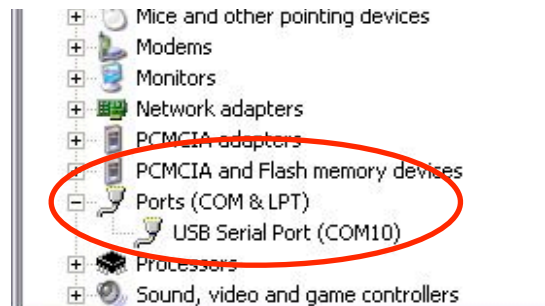 Mice and other pointing devices
Modems
Monitors
Network adapters
PCMCIA adapters
PCMCIA and Flash memory devices
Ports (COM & LPT)
USB Serial Port (COM10)
Processors
Sound, video and game controllers